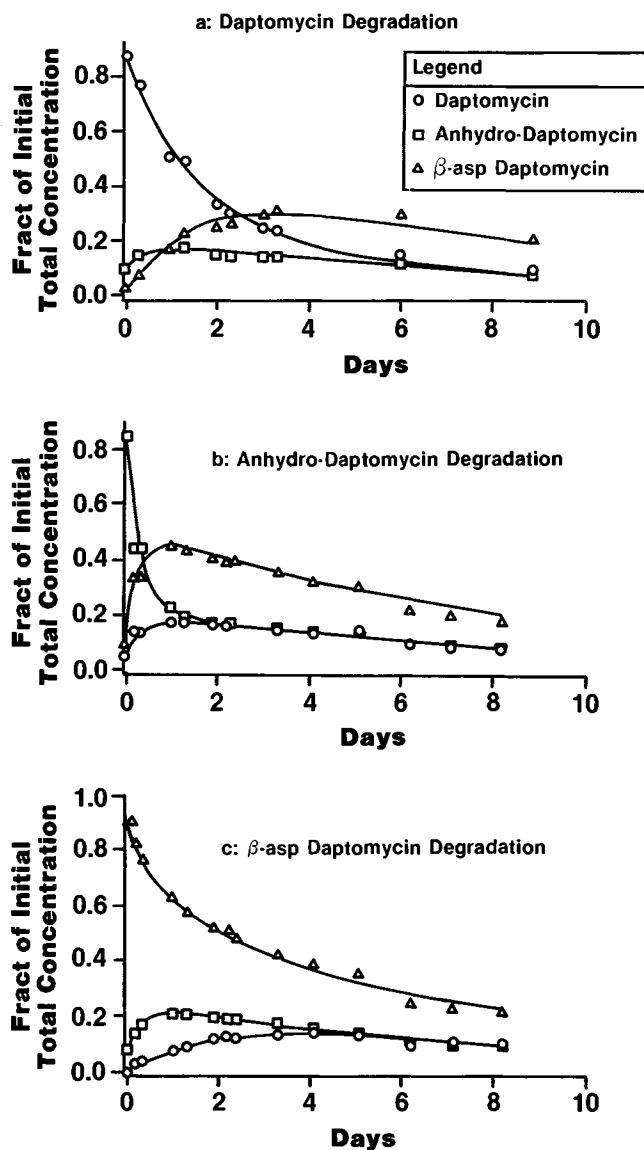 a: Daptomycin Degradation
Legend
Daptomycin
Anhydro-Daptomycin
β-asp Daptomycin
Fract of Initial
Total Concentration
0.8
0.6
0.4
0.2
0.0
0 2 4 6 8 10
Days
b: Anhydro-Daptomycin Degradation
Fract of Initial
Total Concentration
0.8
0.6
0.4
0.2
0.0
0 2 4 6 8 10
Days
c: β-asp Daptomycin Degradation
Fract of Initial
Total Concentration
1.0
0.8
0.6
0.4
0.2
0.0
0 2 4 6 8 10
Days